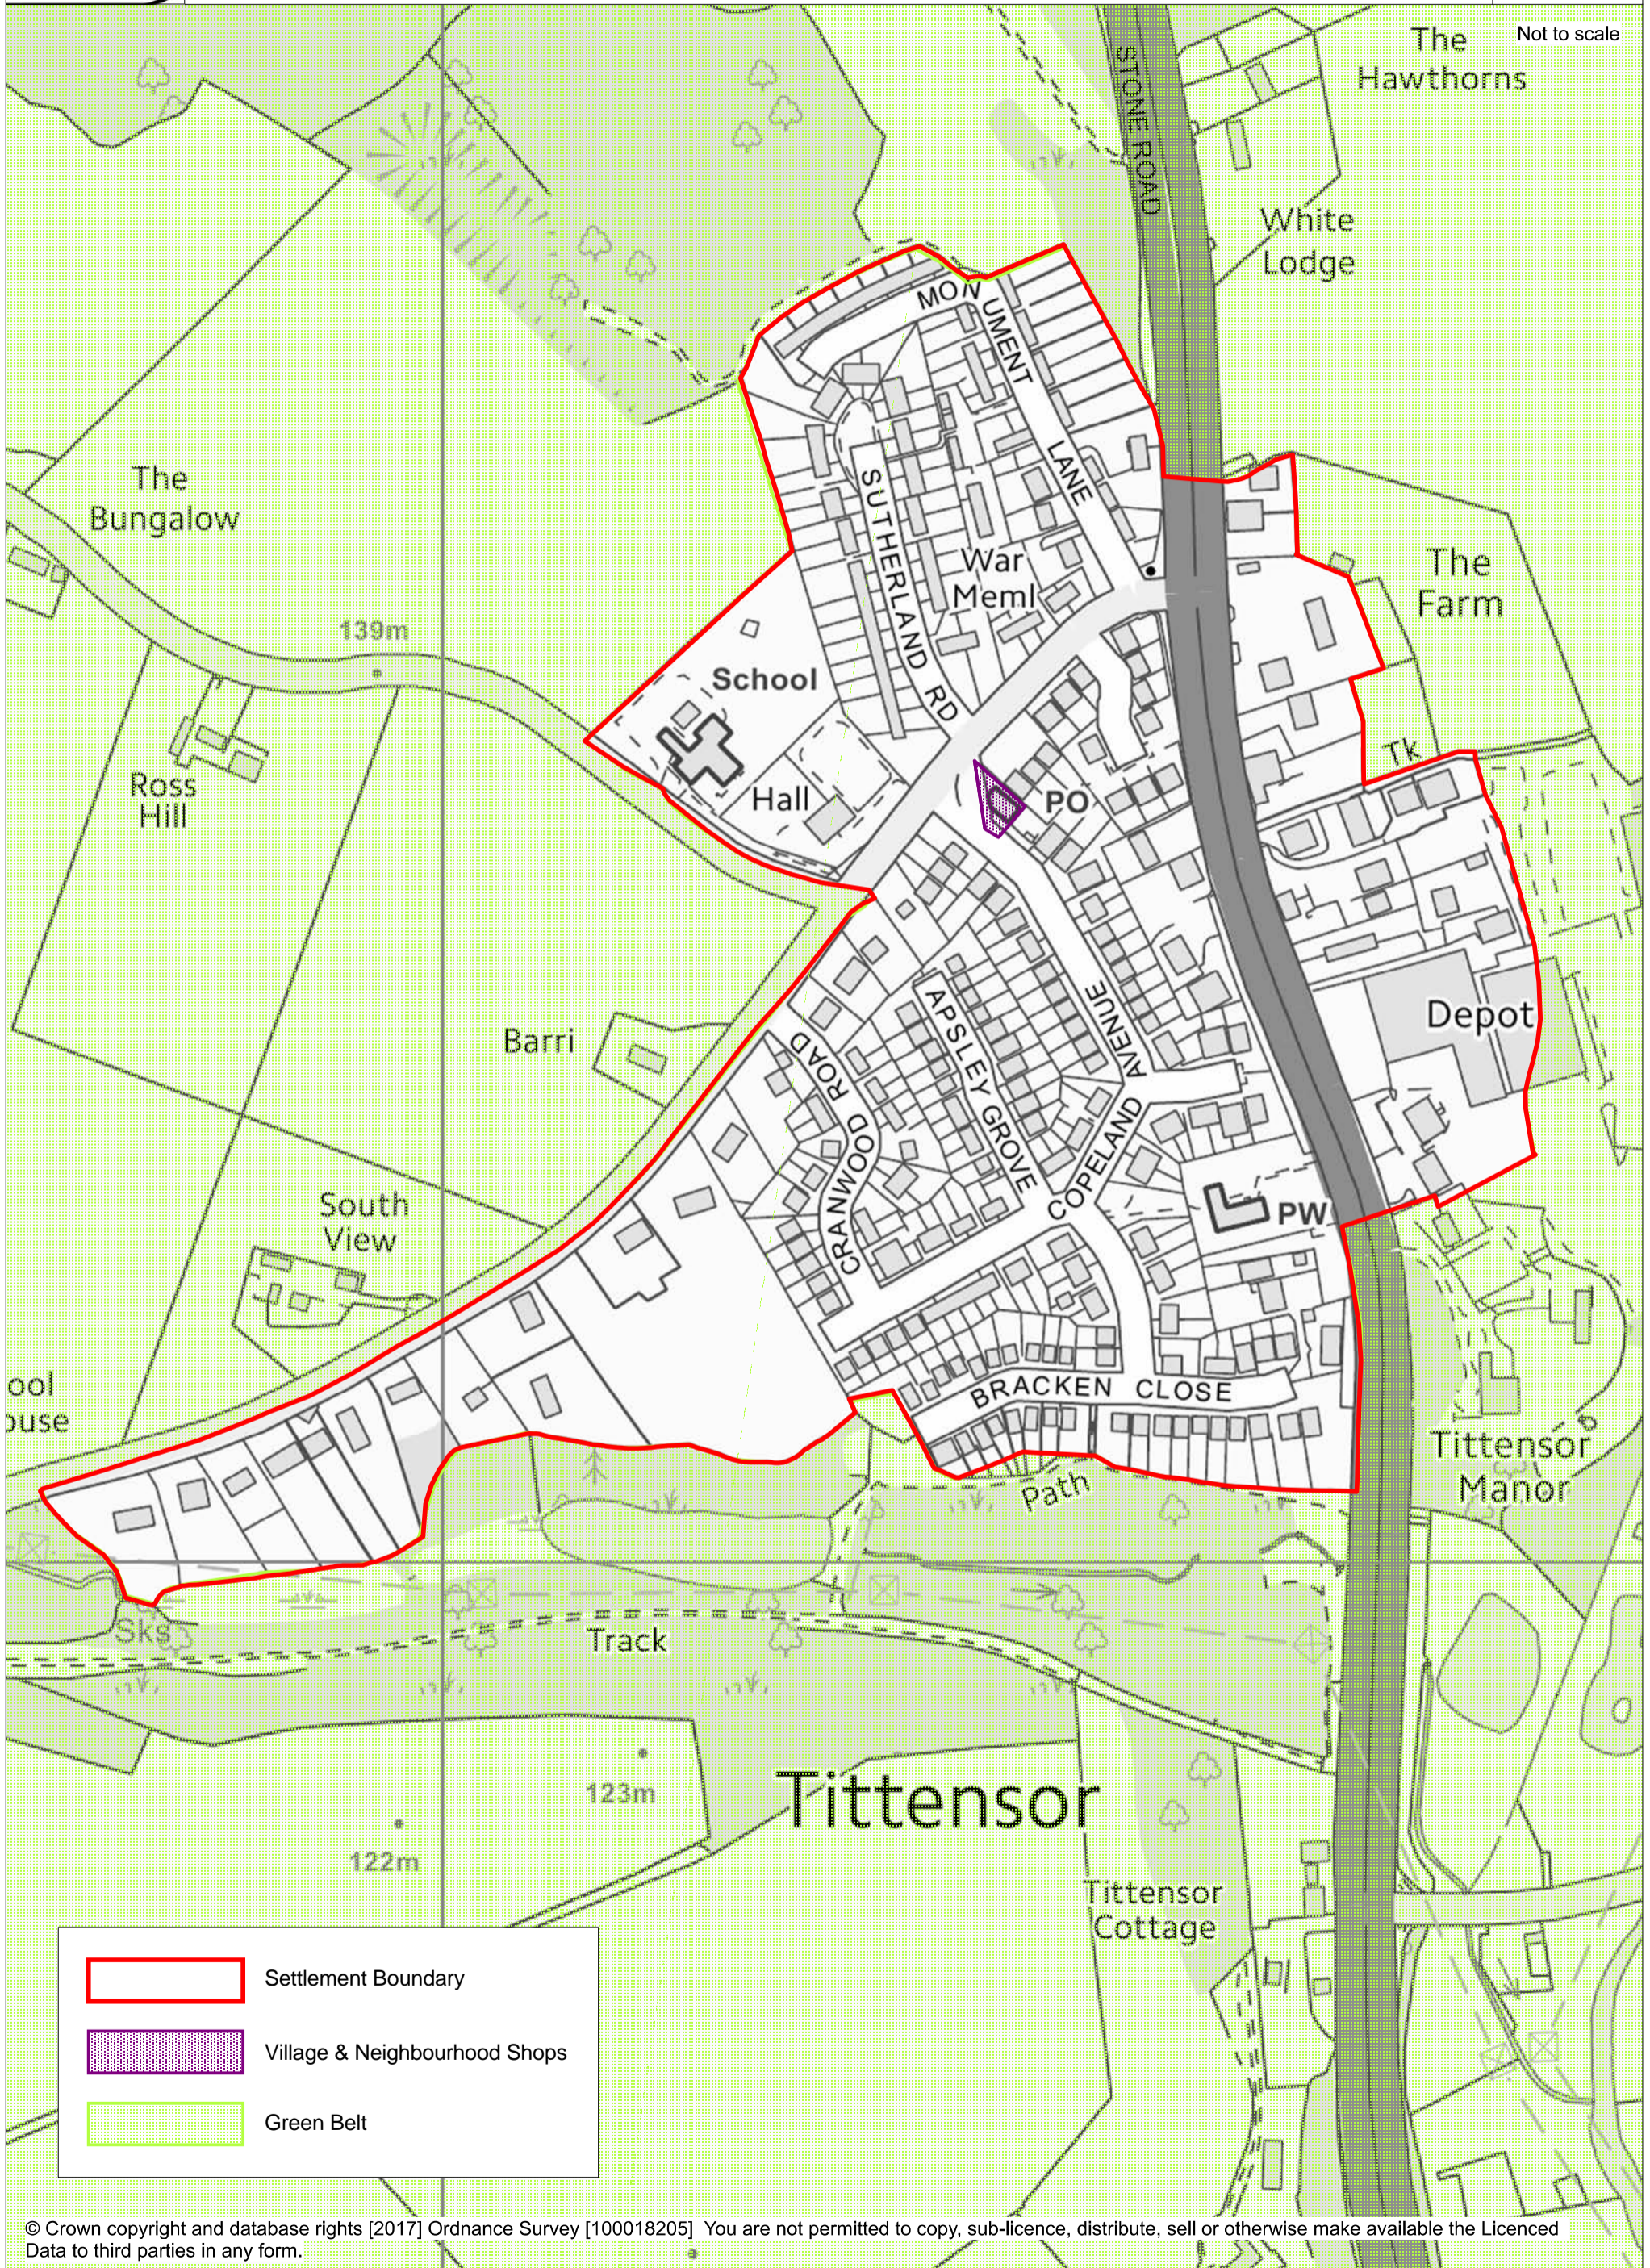 Not to scale
The
Hawthorns
STONE ROAD
White
Lodge
MONUMENT
LANE
The
Bungalow
SUTHERLAND RD
War
Meml
The
Farm
139m
School
Tk
Ross
Hill
Hall
PO
Barri
APSLEY GROVE
COPELAND AVENUE
Depot
CRANWOOD ROAD
South
View
PW
BRACKEN CLOSE
ool
ouse
Tittensor
Manor
Path
Sks
Track
123m
Tittensor
122m
Tittensor
Cottage
Settlement Boundary
Village & Neighbourhood Shops
Green Belt
© Crown copyright and database rights [2017] Ordnance Survey [100018205] You are not permitted to copy, sub-licence, distribute, sell or otherwise make available the Licenced
Data to third parties in any form.